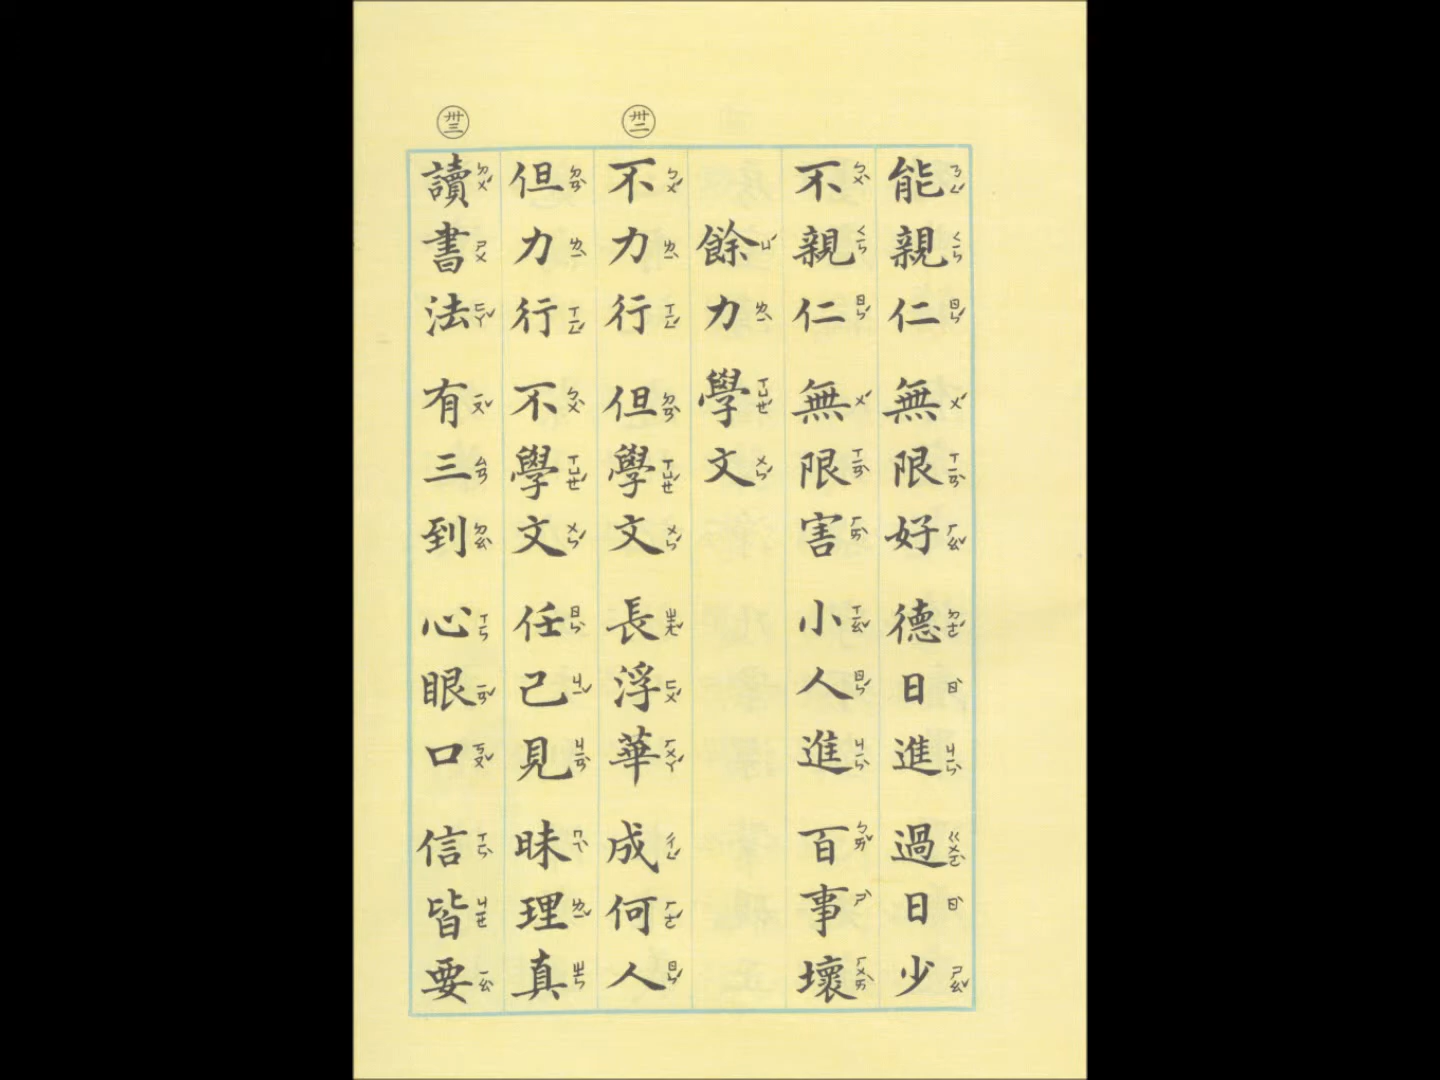 能親仁 無限好 德日進 過日少
不親仁 無限害 小人進 百事壞
餘力學文
卅二
不力行 但學文 長浮華 成何人
但力行 不學文 任己見 昧理真
卅三
讀書法 有三到 心眼口 信皆要